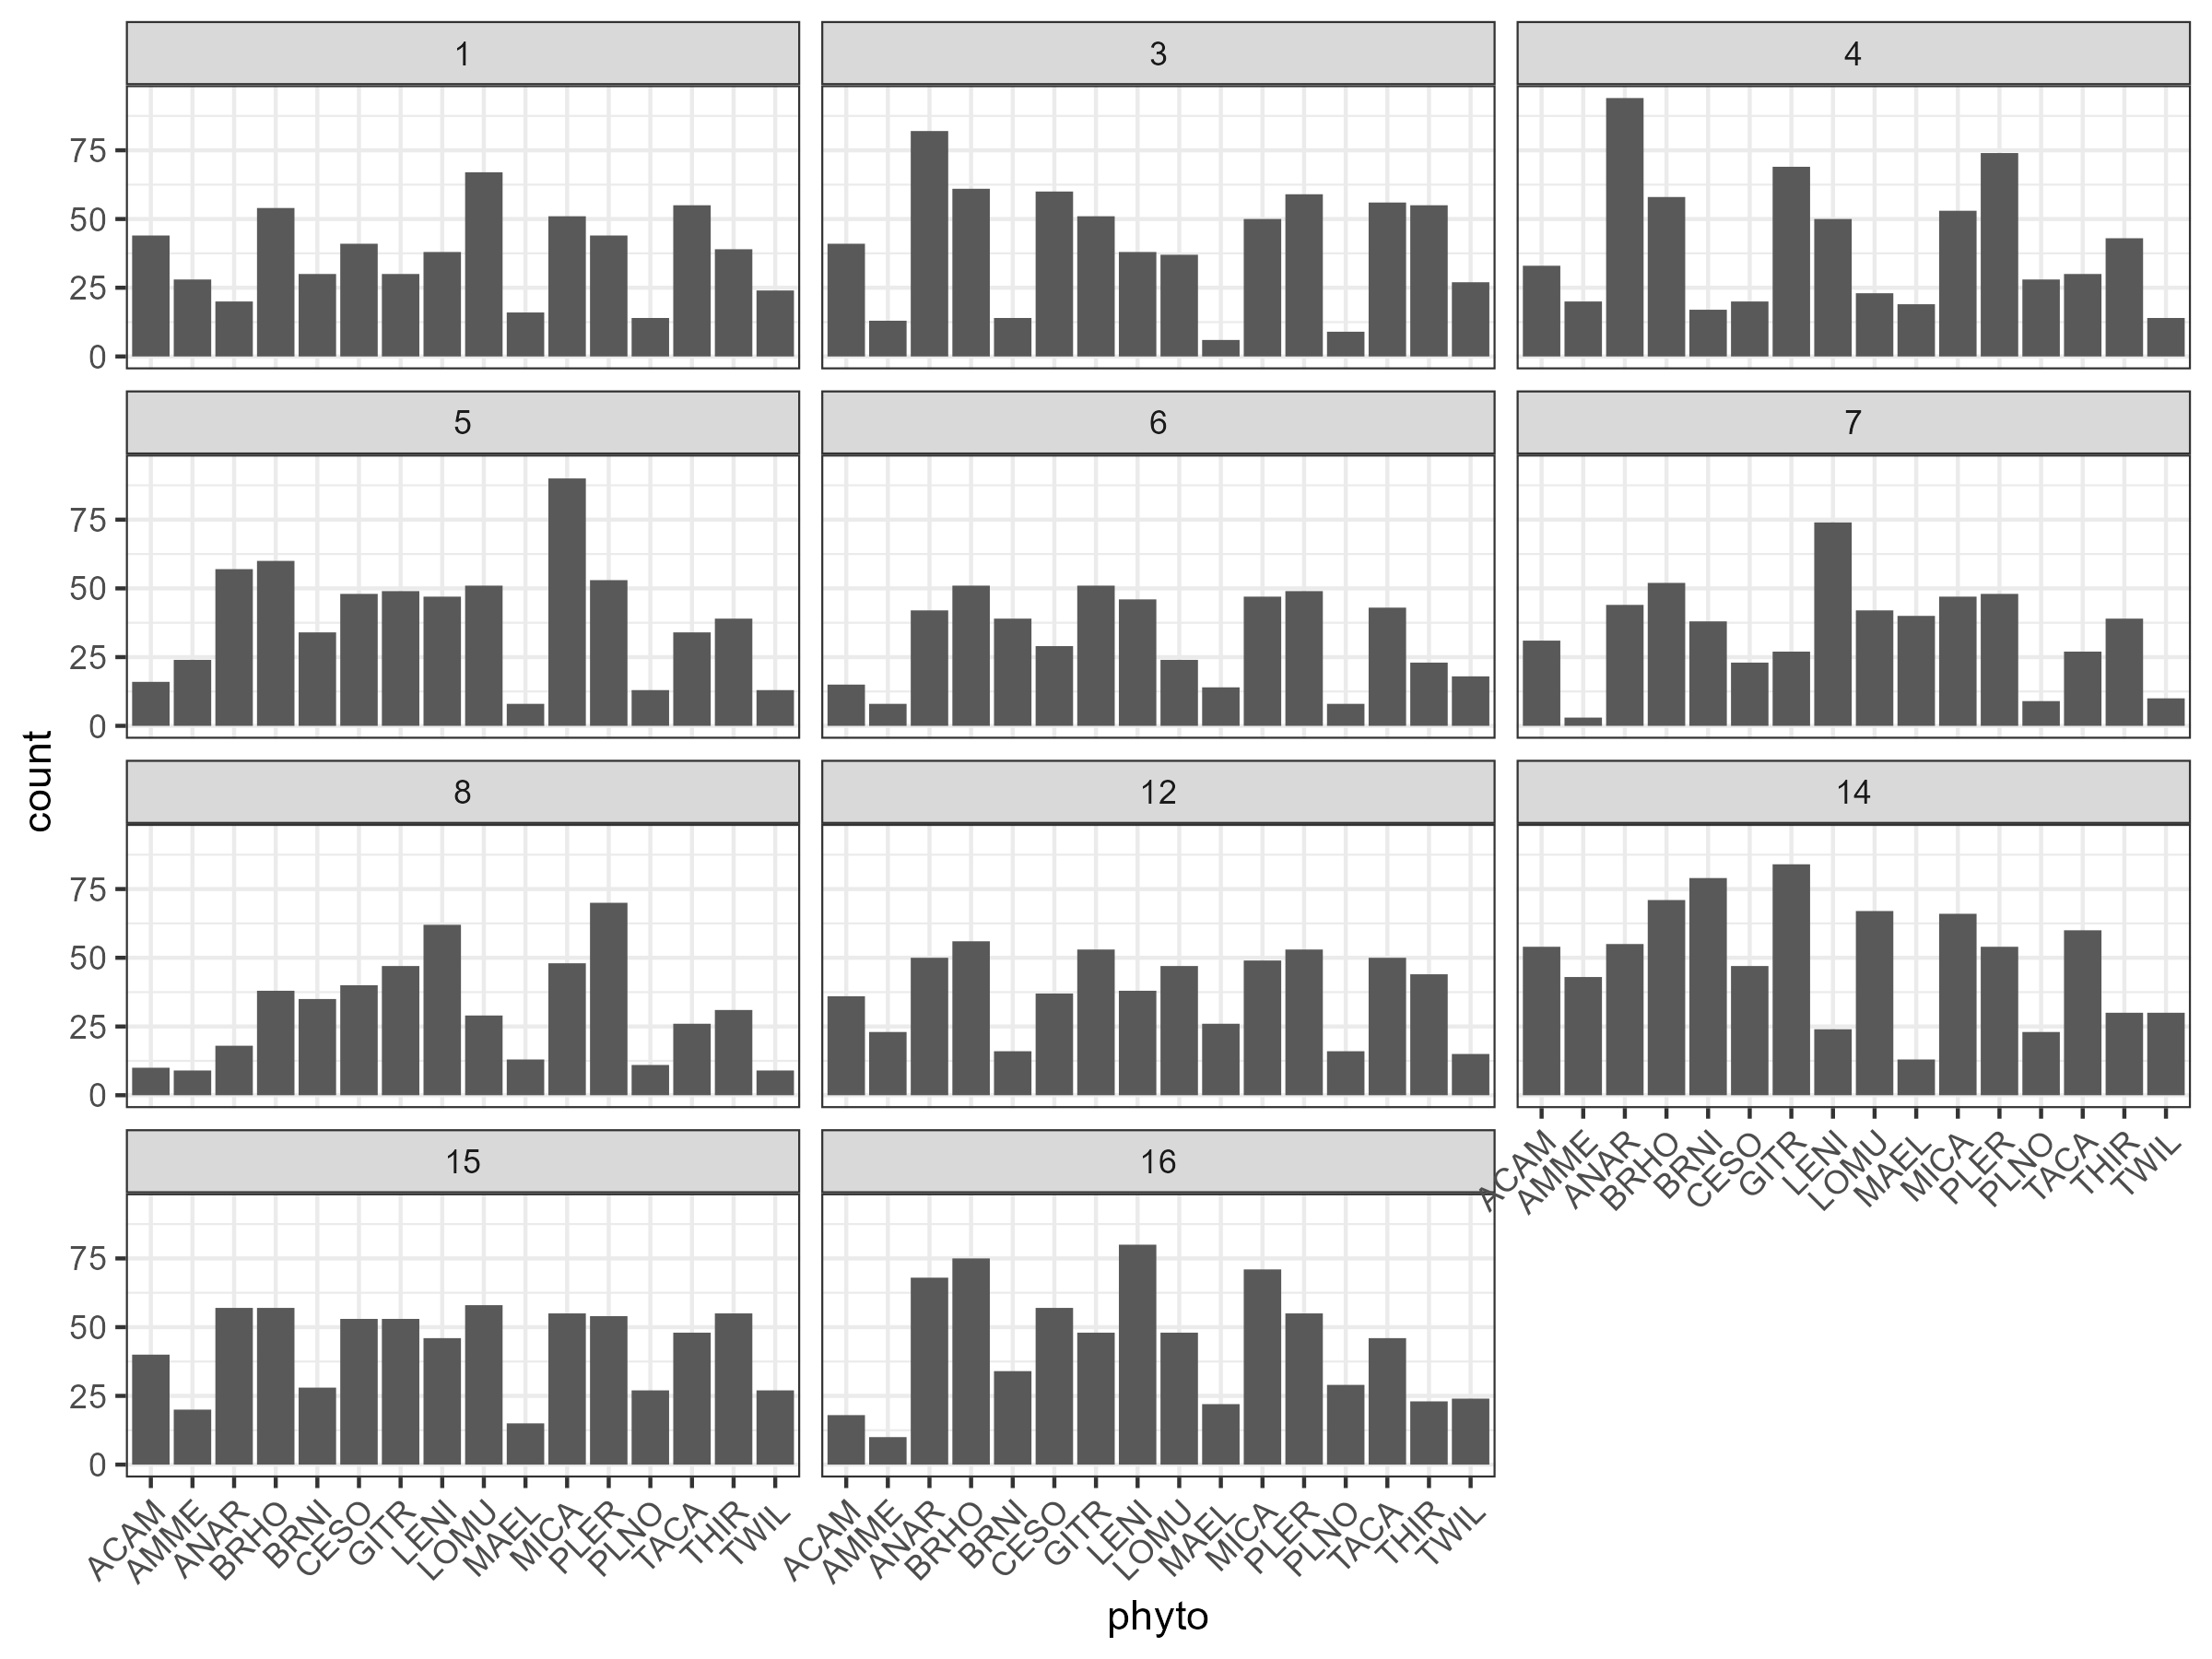 1
3
4
75
50
25
0
5
6
7
75
50
25
0
count
8
12
14
75
50
25
0
ACAM
AMME
ANAR
BRHO
BRNI
CESO
GITR
LENI
LOMU
MAEL
MICA
PLER
PLNO
TACA
THIR
TWIL
15
16
75
50
25
0
ACAM
AMME
ANAR
BRHO
BRNI
CESO
GITR
LENI
LOMU
MAEL
MICA
PLER
PLNO
TACA
THIR
TWIL
ACAM
AMME
ANAR
BRHO
BRNI
CESO
GITR
LENI
LOMU
MAEL
MICA
PLER
PLNO
TACA
THIR
TWIL
phyto